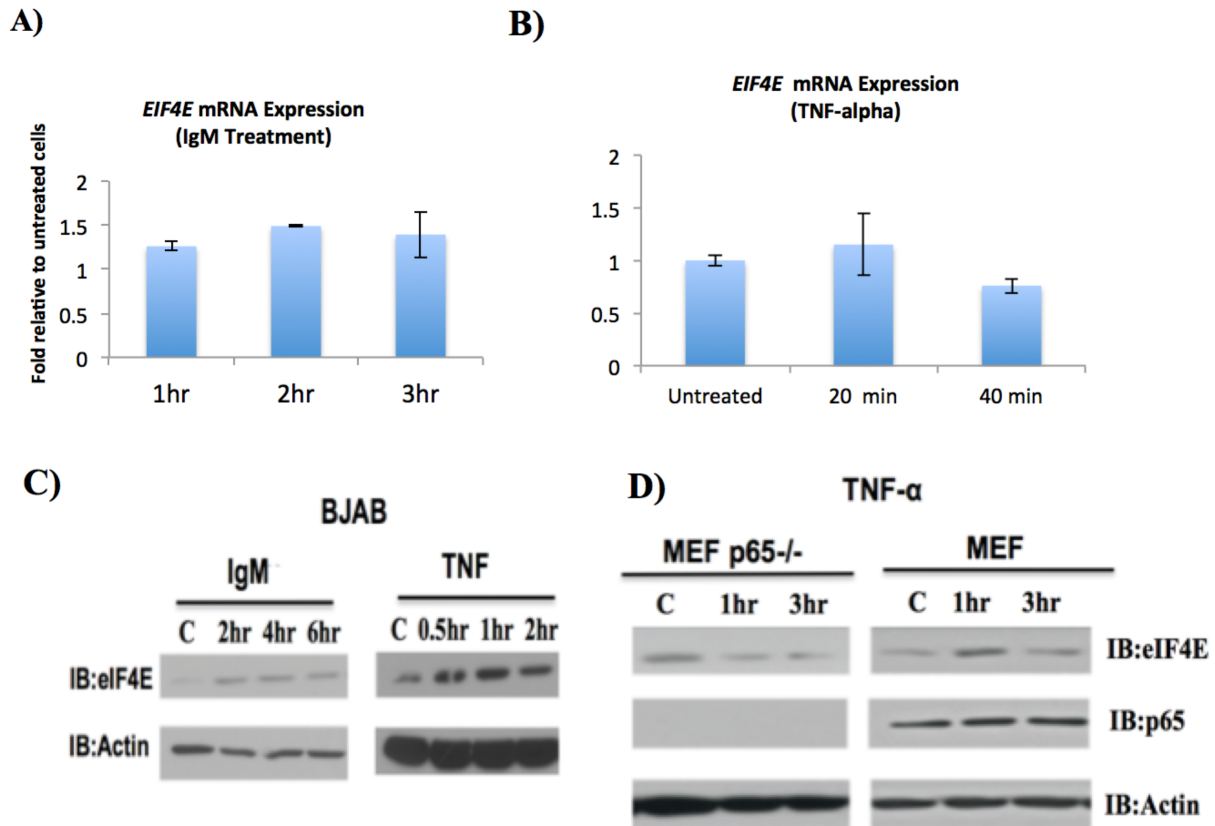 A)
EIF4E mRNA Expression
(IgM Treatment)
Fold relative to untreated cells
2
1.5
1
0.5
0
1hr 2hr 3hr
B)
EIF4E mRNA Expression
(TNF-alpha)
2
1.5
1
0.5
0
Untreated 20 min 40 min
C)
BJAB
IgM TNF
C 2hr 4hr 6hr C 0.5hr 1hr 2hr
IB:eIF4E
IB:Actin
D)
TNF-α
MEF p65-/- MEF
C 1hr 3hr C 1hr 3hr
IB:eIF4E
IB:p65
IB:Actin